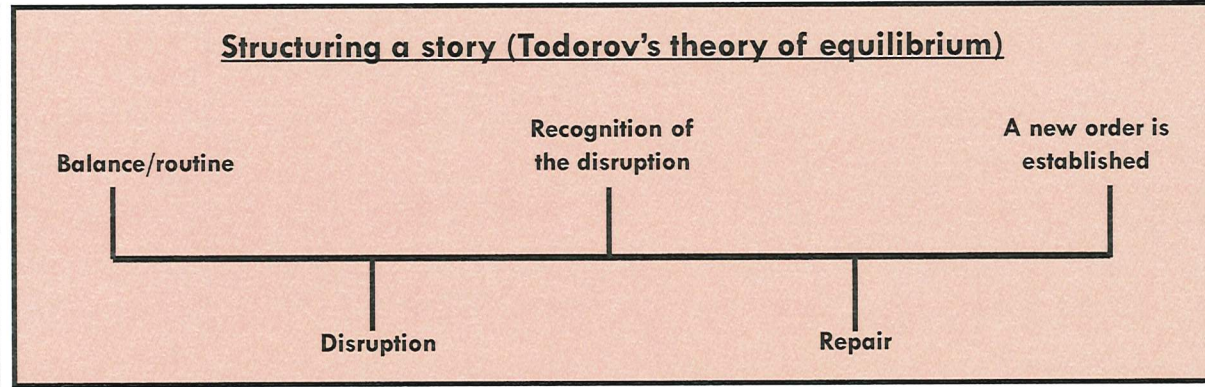 Structuring a story (Todorov's theory of equilibrium)
Balance/routine
Disruption
Recognition of
the disruption
Repair
A new order is
established